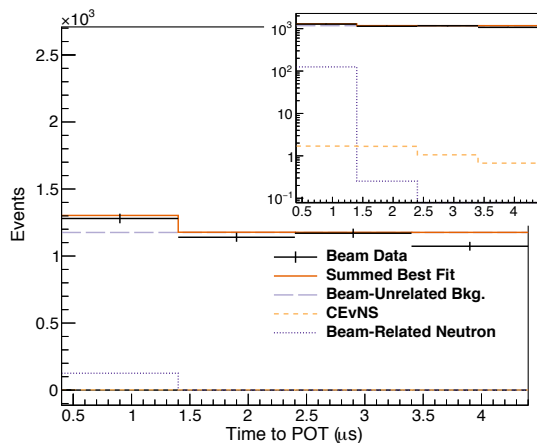 ×10³
2.5
2
1.5
1
0.5
0
Events
0.5 1 1.5 2 2.5 3 3.5 4
Time to POT (μs)
10³
10²
10
1
10⁻¹
0.5 1 1.5 2 2.5 3 3.5 4
Beam Data
Summed Best Fit
Beam-Unrelated Bkg.
CEvNS
Beam-Related Neutron